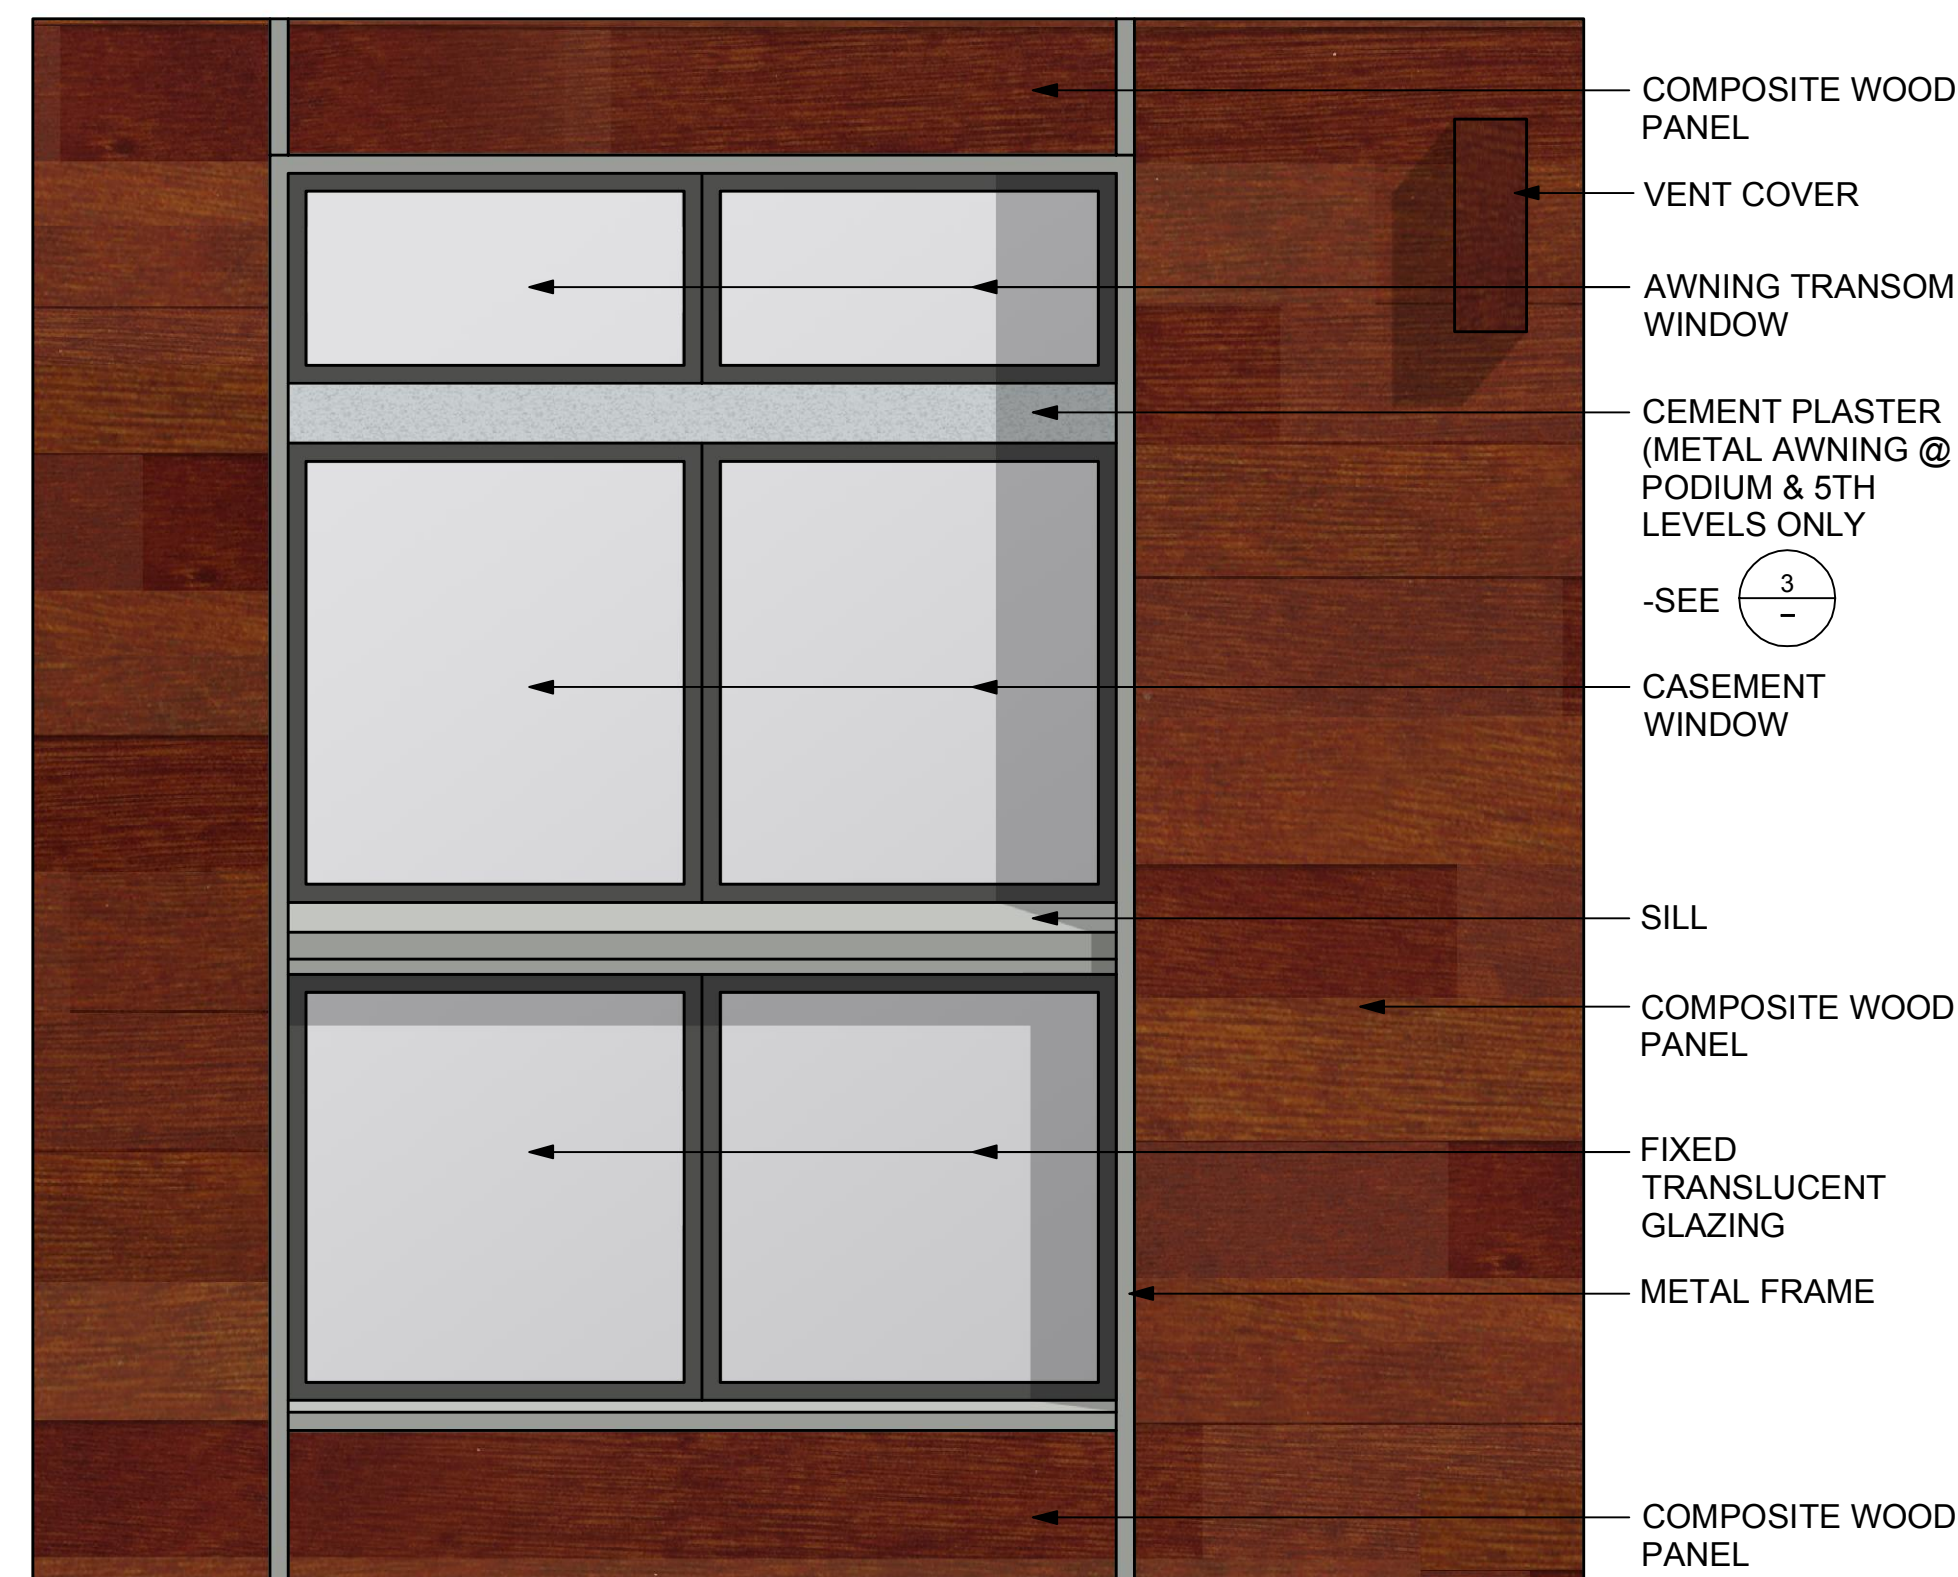 COMPOSITE WOOD
PANEL
VENT COVER
AWNING TRANSOM
WINDOW
CEMENT PLASTER
(METAL AWNING @
PODIUM & 5TH
LEVELS ONLY
-SEE 3
–
CASEMENT
WINDOW
SILL
COMPOSITE WOOD
PANEL
FIXED
TRANSLUCENT
GLAZING
METAL FRAME
COMPOSITE WOOD
PANEL